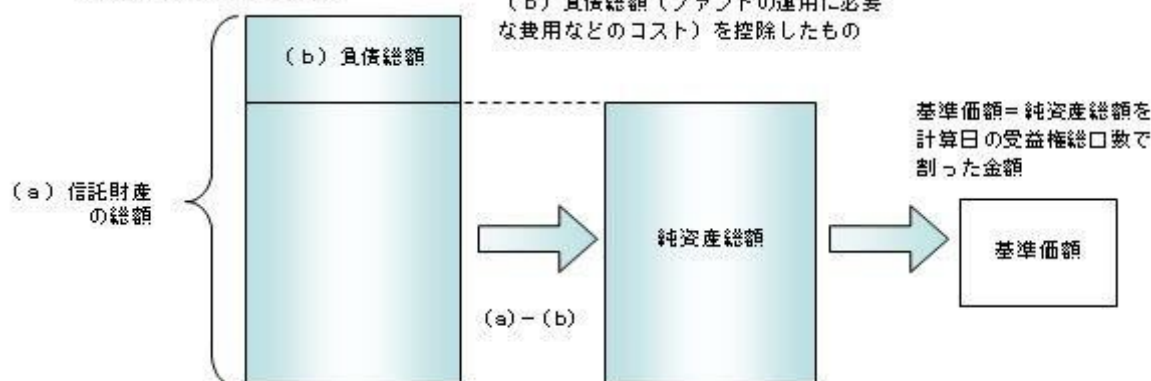 （b）負債総額（ファンドの運用に必要
な費用などのコスト）を控除したもの
（b）負債総額
基準価額＝純資産総額を
計算日の受益権総口数で
割った金額
（a）信託財産
の総額
純資産総額
基準価額
（a）－（b）